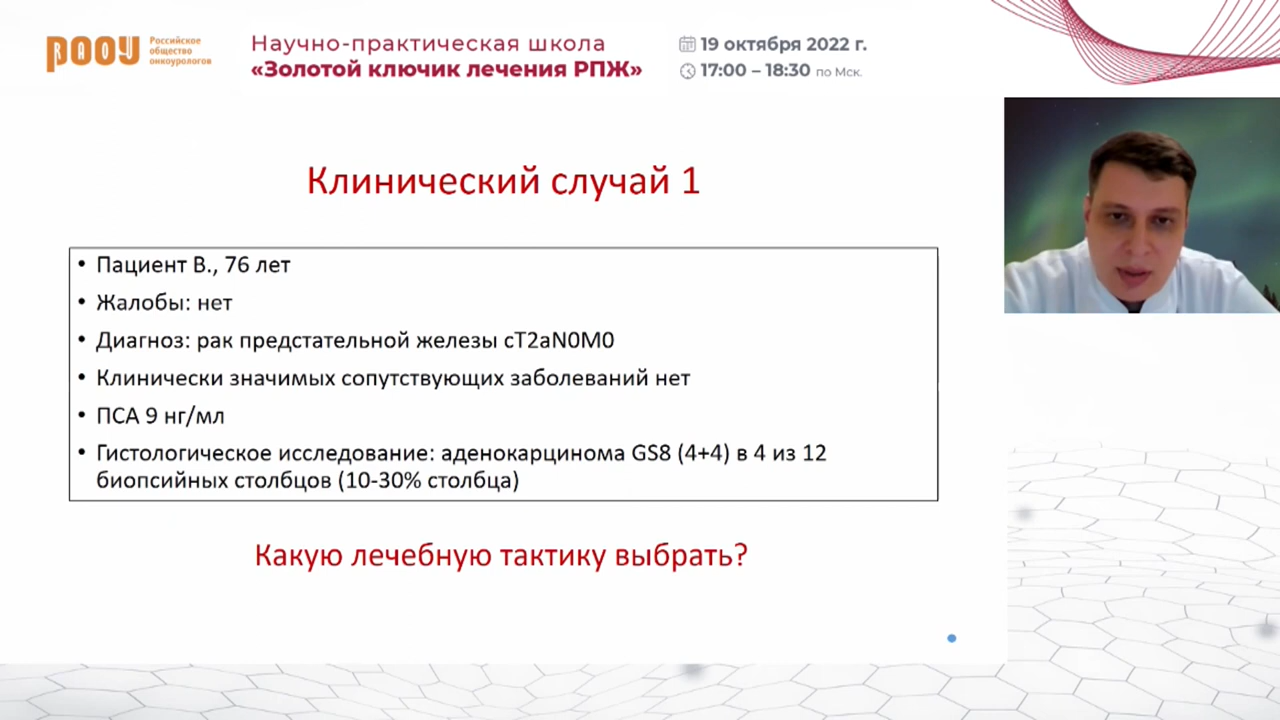 РАОУ
Российское
общество
онкоурологов
Научно-практическая школа
«Золотой ключик лечения РПЖ»
19 октября 2022 г.
17:00 – 18:30 по Мск.
Клинический случай 1
• Пациент В., 76 лет
• Жалобы: нет
• Диагноз: рак предстательной железы cT2aN0M0
• Клинически значимых сопутствующих заболеваний нет
• ПСА 9 нг/мл
• Гистологическое исследование: аденокарцинома GS8 (4+4) в 4 из 12
биопсийных столбцов (10-30% столбца)
Какую лечебную тактику выбрать?